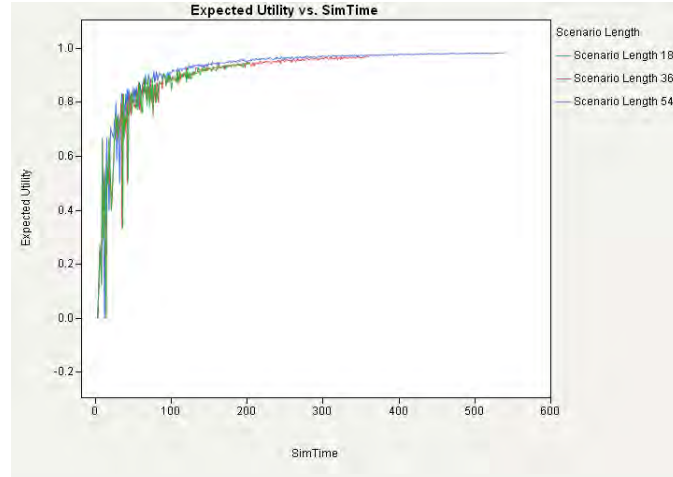 Expected Utility vs. SimTime
Scenario Length
Scenario Length 18
Scenario Length 36
Scenario Length 54
1.0
0.8
0.6
0.4
0.2
0.0
-0.2
Expected Utility
0 100 200 300 400 500 600
SimTime